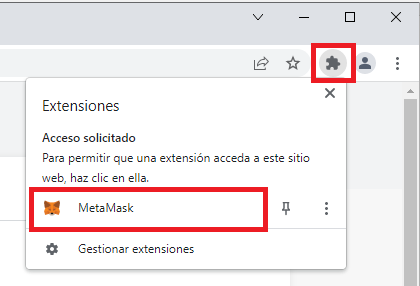 Extensiones
Acceso solicitado
Para permitir que una extensión acceda a este sitio
web, haz clic en ella.
MetaMask
Gestionar extensiones